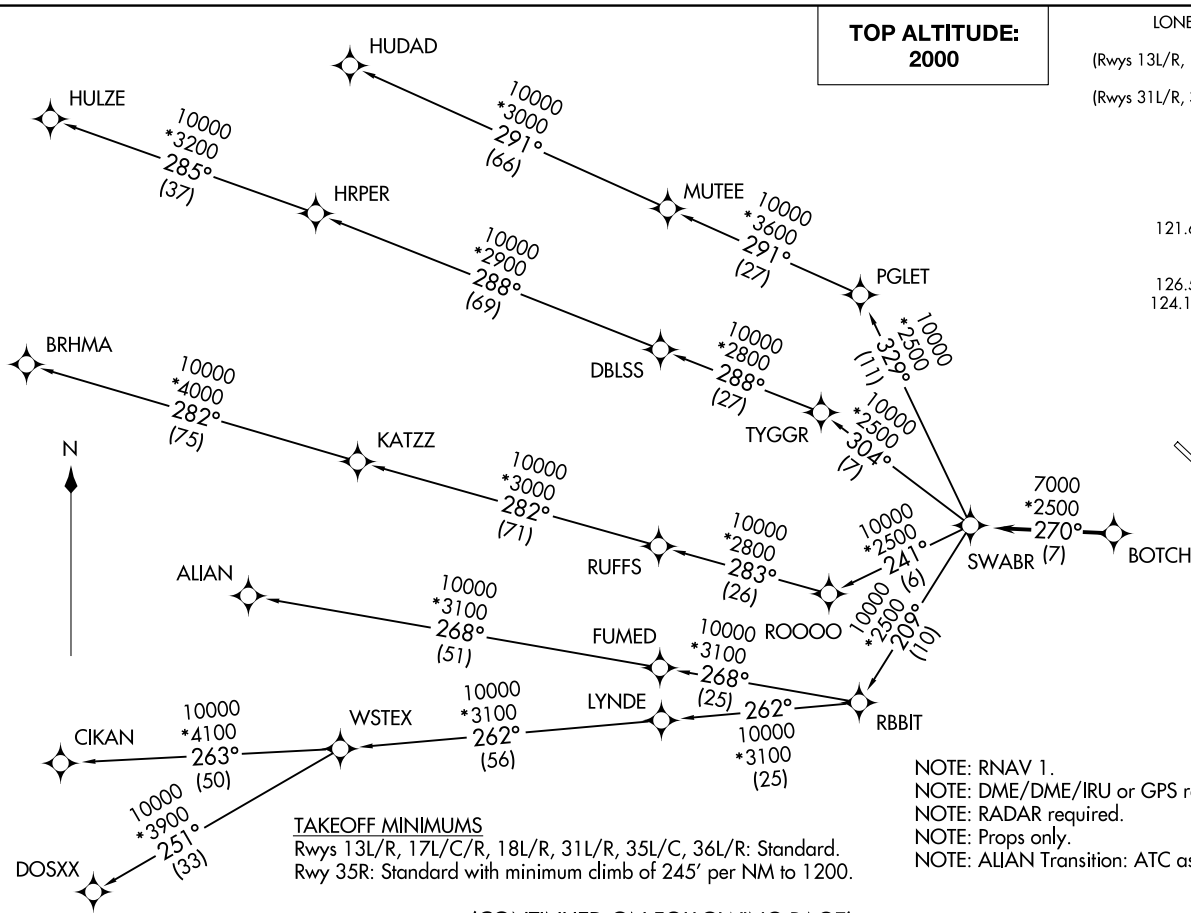 TOP ALTITUDE:
2000
LONE
(Rwys 13L/R,
(Rwys 31L/R,
HUDAD
HULZE
10000
*3000
291°
(66)
10000
*3200
285°
(37)
HRPER
MUTEE
10000
*3600
291°
(27)
121.6
PGLET
126.5
124.1
10000
*2900
288°
(69)
10000
*2500
329°
(11)
BRHMA
10000
*4000
282°
(75)
DBLSS
10000
*2800
288°
(27)
TYGGR
10000
*2500
304°
(7)
N
KATZZ
10000
*3000
282°
(71)
7000
*2500
270°
(7)
BOTCH
SWABR
RUFFS
10000
*2800
283°
(26)
10000
*2500
241°
(6)
ROOOO
10000
*2500
209°
(10)
ALIAN
10000
*3100
268°
(51)
FUMED
10000
*3100
268°
(25)
RBBIT
LYNDE
262°
10000
*3100
(25)
WSTEX
10000
*3100
262°
(56)
CIKAN
10000
*4100
263°
(50)
10000
*3900
251°
(33)
DOSXX
TAKEOFF MINIMUMS
Rwys 13L/R, 17L/C/R, 18L/R, 31L/R, 35L/C, 36L/R: Standard.
Rwy 35R: Standard with minimum climb of 245' per NM to 1200.
NOTE: RNAV 1.
NOTE: DME/DME/IRU or GPS re
NOTE: RADAR required.
NOTE: Props only.
NOTE: ALIAN Transition: ATC as